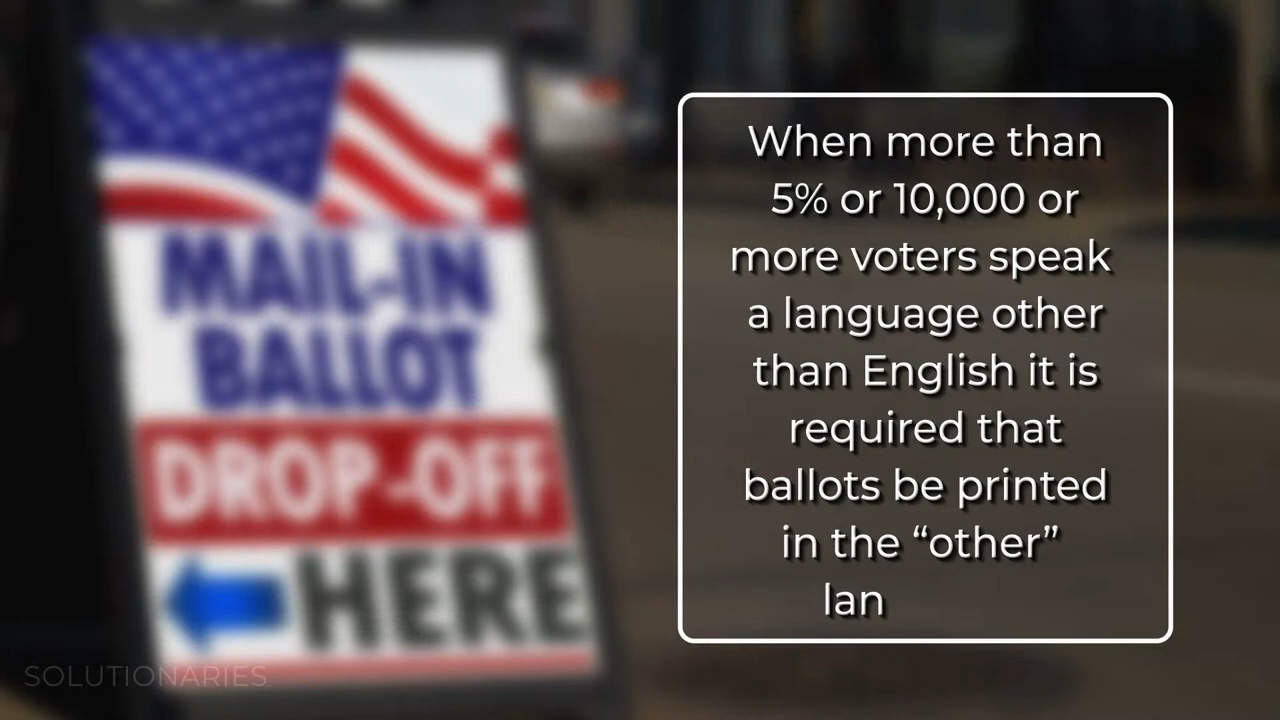 MAIL-IN
BALLOT
DROP-OFF
HERE
When more than
5% or 10,000 or
more voters speak
a language other
than English it is
required that
ballots be printed
in the “other”
lan
SOLUTIONARIES